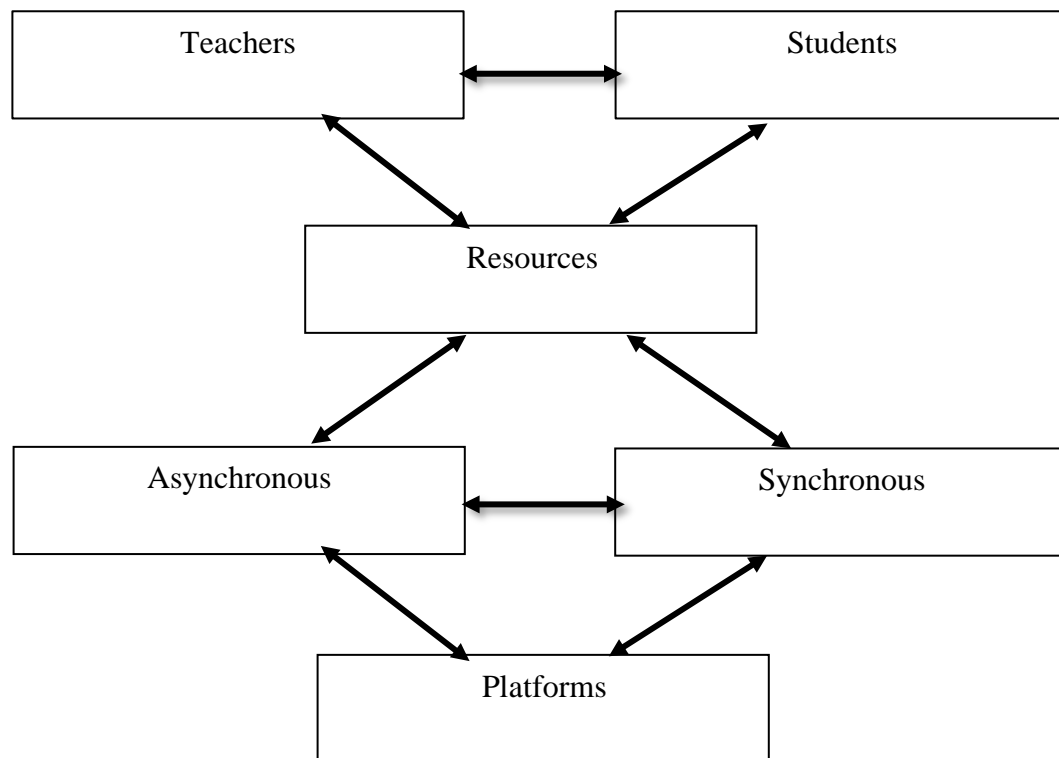 Teachers
Students
Resources
Asynchronous
Synchronous
Platforms